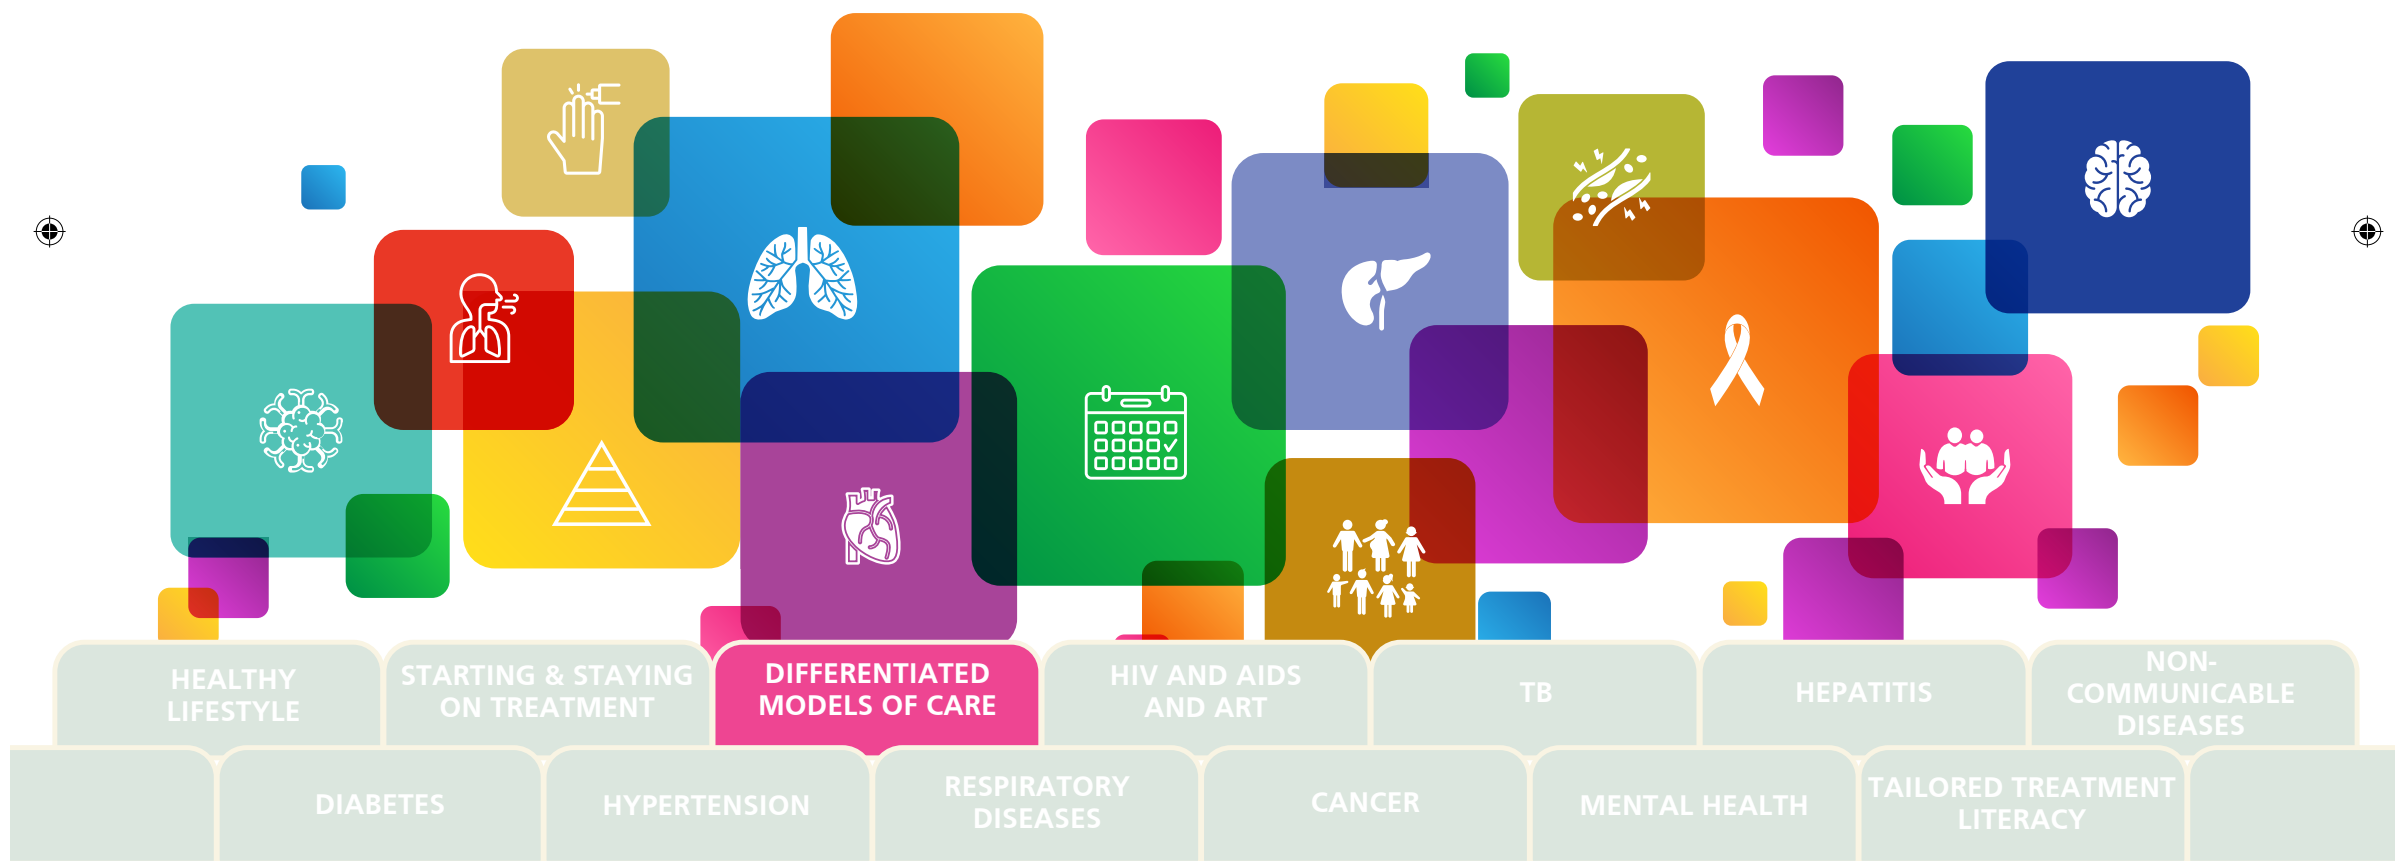 HEALTHY
LIFESTYLE
STARTING & STAYING
ON TREATMENT
DIFFERENTIATED
MODELS OF CARE
HIV AND AIDS
AND ART
TB
HEPATITIS
NON-
COMMUNICABLE
DISEASES
DIABETES
HYPERTENSION
RESPIRATORY
DISEASES
CANCER
MENTAL HEALTH
TAILORED TREATMENT
LITERACY